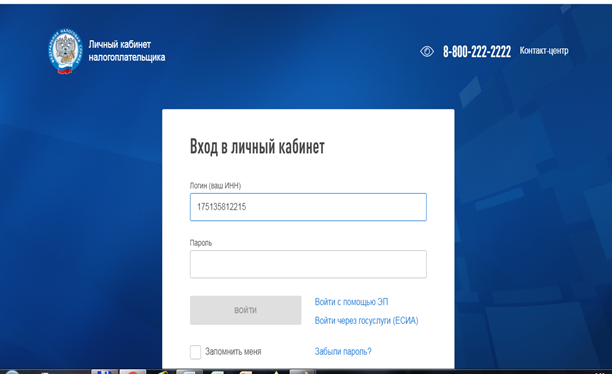 Личный кабинет
налогоплательщика
8-800-222-2222 Контакт-центр
Вход в личный кабинет
Логин (ваш ИНН)
175135812215
Пароль
ВОЙТИ
Войти с помощью ЭП
Войти через госуслуги (ЕСИА)
Запомнить меня
Забыли пароль?